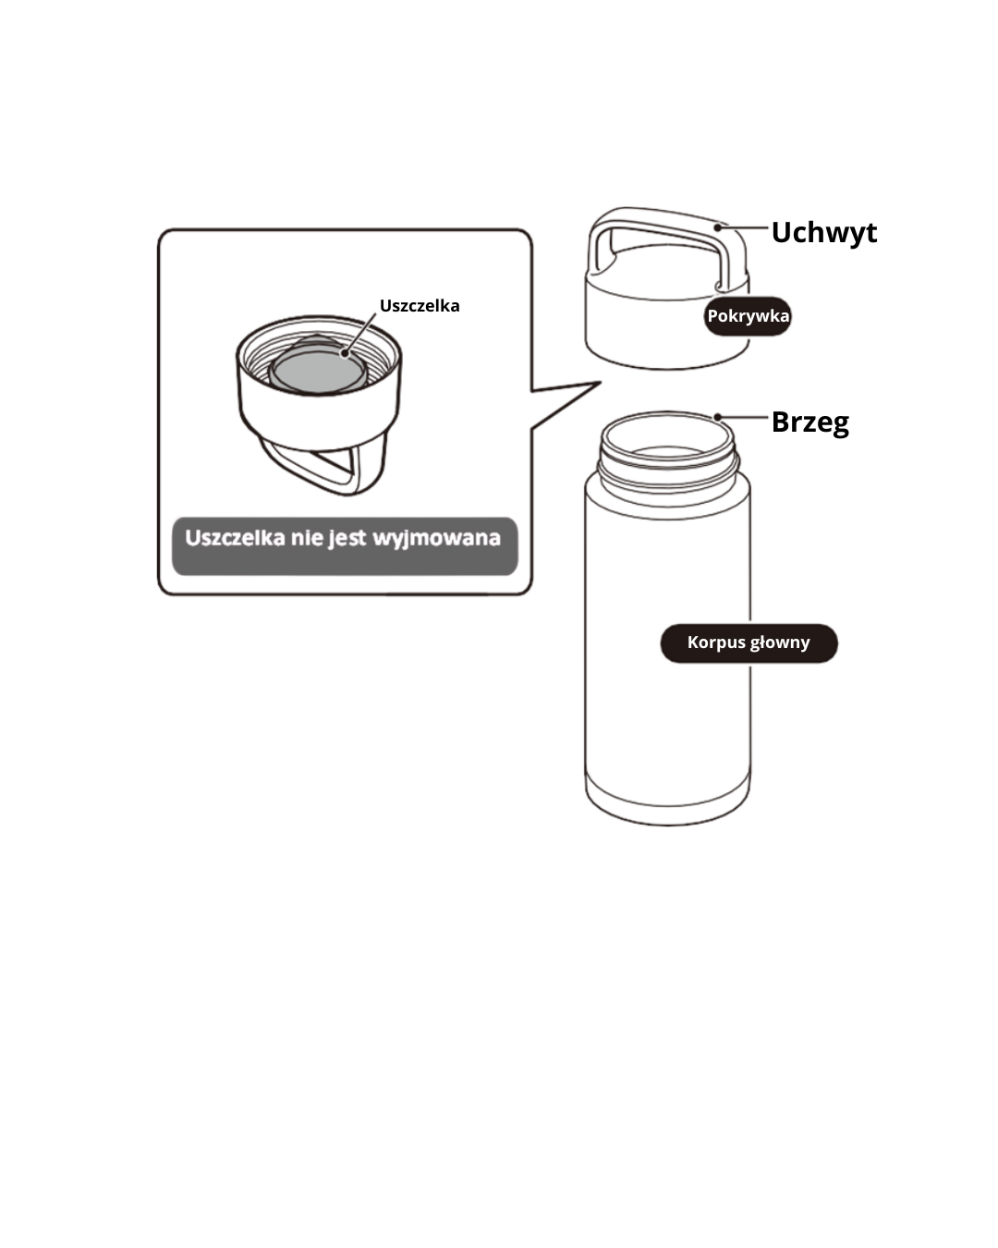 Uchwyt
Uszczelka
Pokrywka
Brzeg
Uszczelka nie jest wyjmowana
Korpus głowny